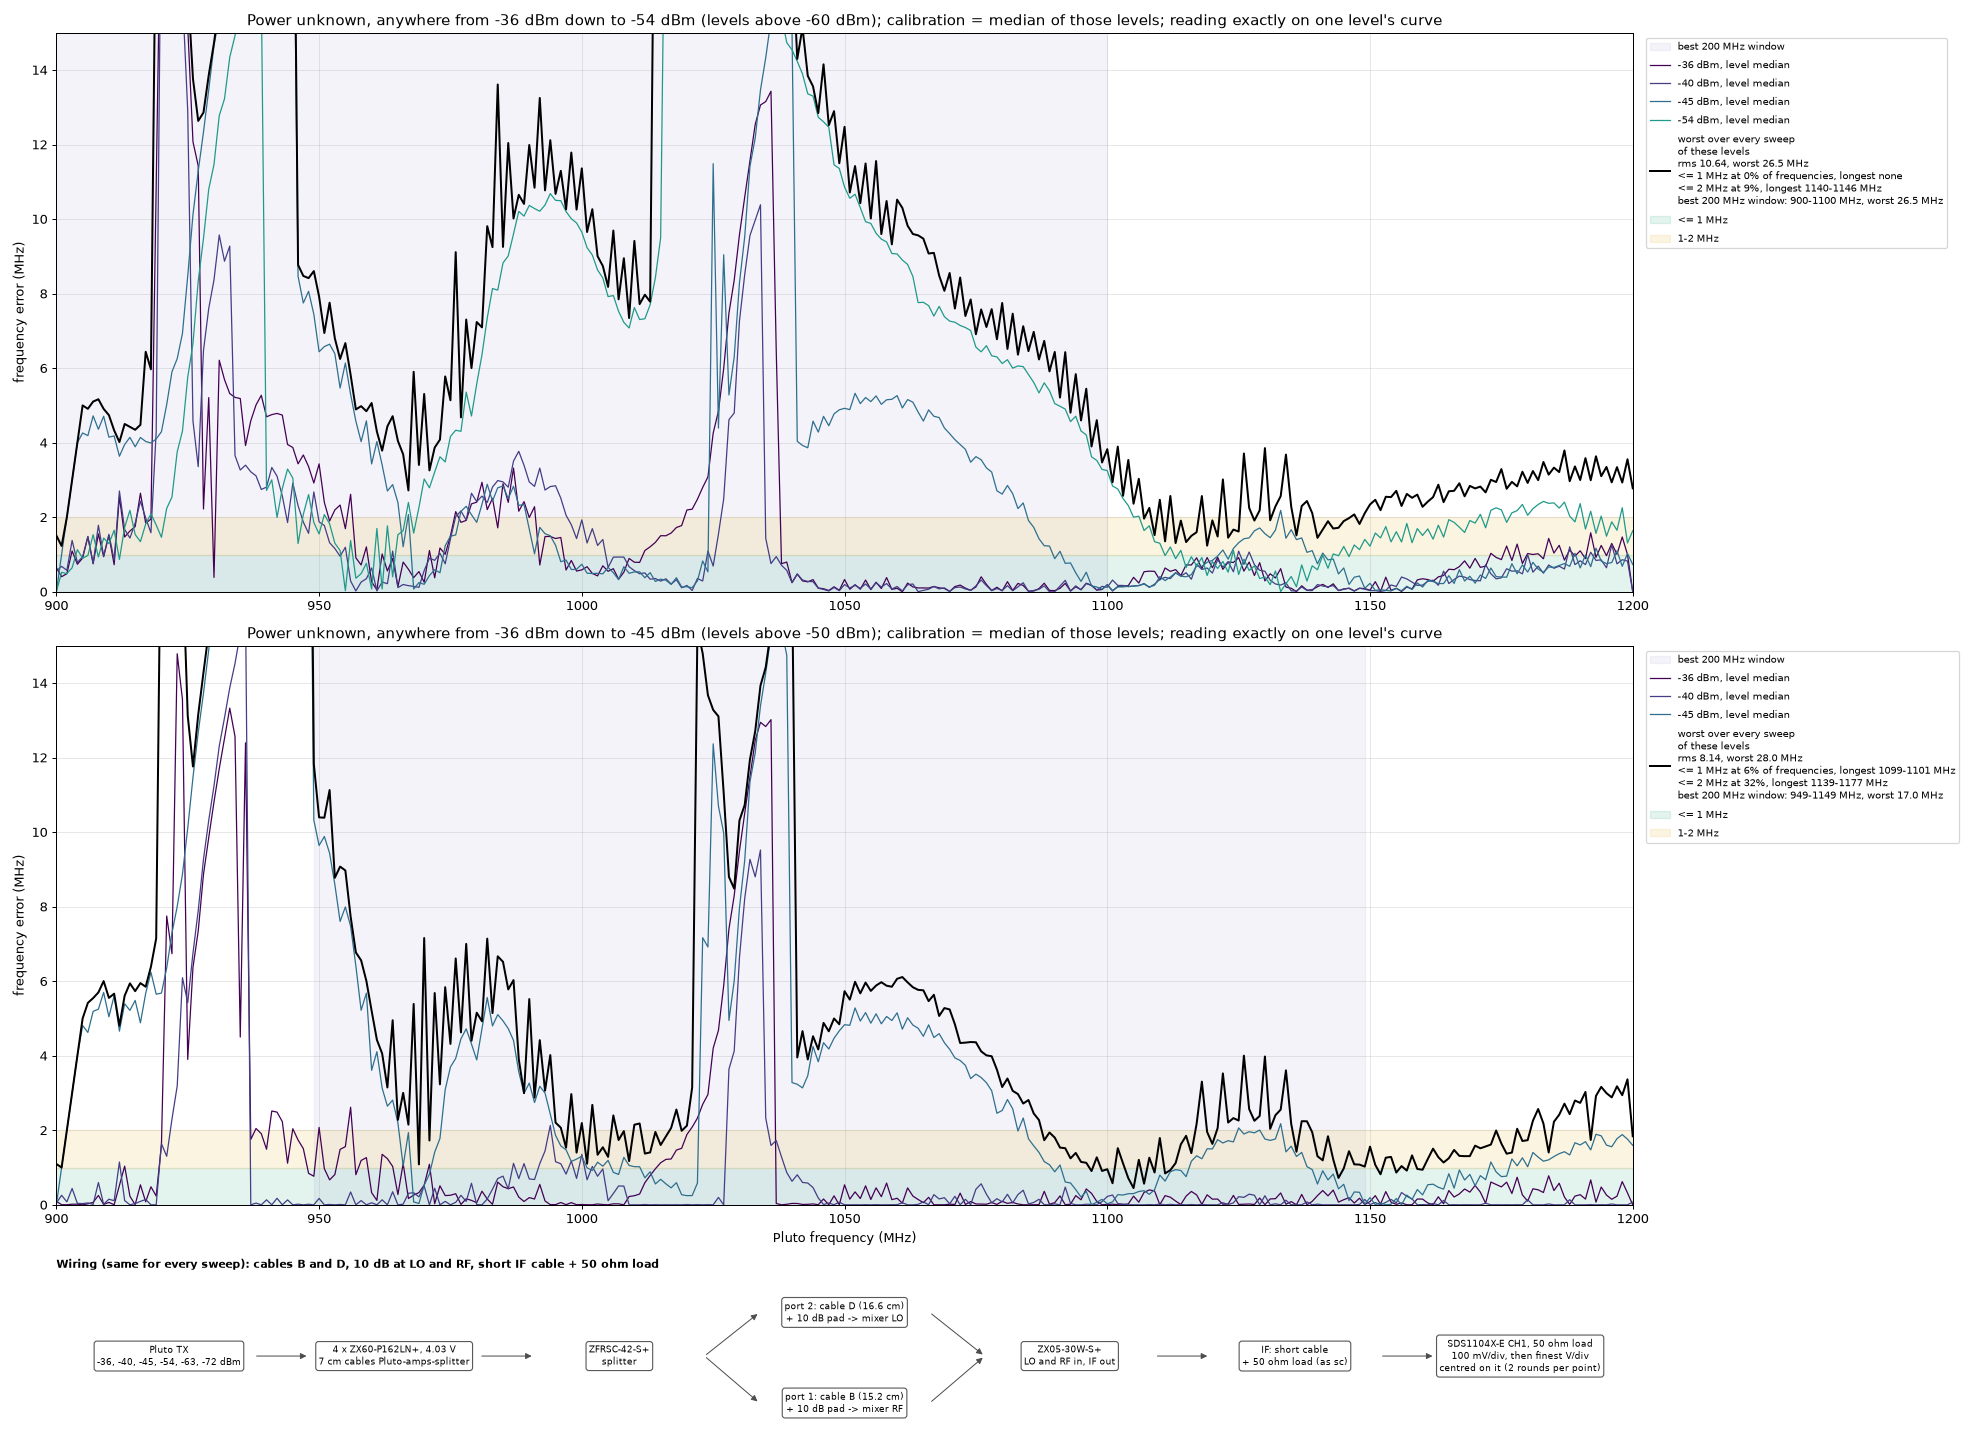 Power unknown, anywhere from -36 dBm down to -54 dBm (levels above -60 dBm); calibration = median of those levels; reading exactly on one level's curve
frequency error (MHz)
14
12
10
8
6
4
2
0
900
950
1000
1050
1100
1150
1200
best 200 MHz window
-36 dBm, level median
-40 dBm, level median
-45 dBm, level median
-54 dBm, level median
worst over every sweep
of these levels
rms 10.64, worst 26.5 MHz
<= 1 MHz at 0% of frequencies, longest none
<= 2 MHz at 9%, longest 1140-1146 MHz
best 200 MHz window: 900-1100 MHz, worst 26.5 MHz
<= 1 MHz
1-2 MHz
Power unknown, anywhere from -36 dBm down to -45 dBm (levels above -50 dBm); calibration = median of those levels; reading exactly on one level's curve
frequency error (MHz)
14
12
10
8
6
4
2
0
900
950
1000
1050
1100
1150
1200
Pluto frequency (MHz)
best 200 MHz window
-36 dBm, level median
-40 dBm, level median
-45 dBm, level median
worst over every sweep
of these levels
rms 8.14, worst 28.0 MHz
<= 1 MHz at 6% of frequencies, longest 1099-1101 MHz
<= 2 MHz at 32%, longest 1139-1177 MHz
best 200 MHz window: 949-1149 MHz, worst 17.0 MHz
<= 1 MHz
1-2 MHz
Wiring (same for every sweep): cables B and D, 10 dB at LO and RF, short IF cable + 50 ohm load
Pluto TX
-36, -40, -45, -54, -63, -72 dBm
4 x ZX60-P162LN+, 4.03 V
7 cm cables Pluto-amps-splitter
ZFRSC-42-S+
splitter
port 2: cable D (16.6 cm)
+ 10 dB pad -> mixer LO
port 1: cable B (15.2 cm)
+ 10 dB pad -> mixer RF
ZX05-30W-S+
LO and RF in, IF out
IF: short cable
+ 50 ohm load (as sc)
SDS1104X-E CH1, 50 ohm load
100 mV/div, then finest V/div
centred on it (2 rounds per point)